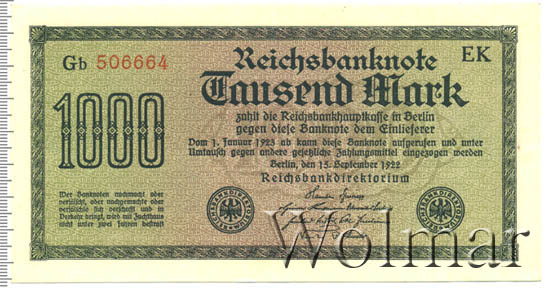 Gb 506664
Reichsbanknote
EK
Tausend Mark
1000
zahlt die Reichsbankhauptkasse in Berlin
gegen diese Banknote dem Einlieferer
Vom 1. Januar 1923 ab kann diese Banknote aufgerufen und unter
Umtausch gegen andere gesetzliche Zahlungsmittel eingezogen werden
Berlin, den 15. September 1922
Reichsbankdirektorium
Wer Banknoten nachmacht oder
verfälscht, oder nachgemachte oder
verfälschte sich verschafft und in
Verkehr bringt, wird mit Zuchthaus
nicht unter zwei Jahren bestraft
Wolmar